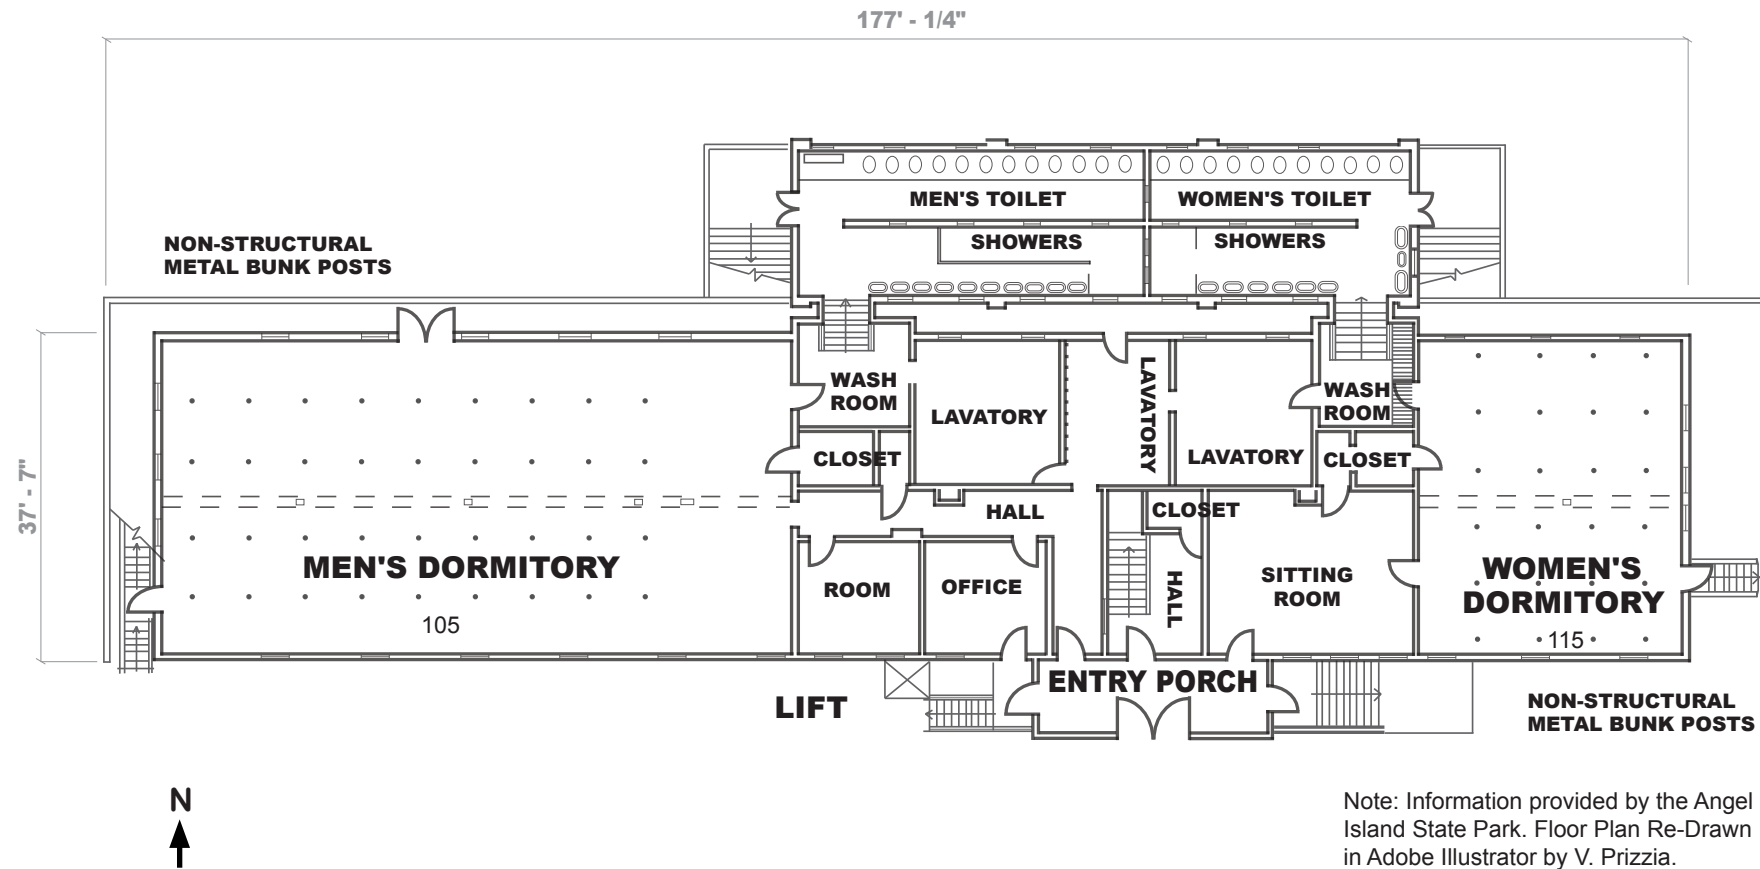 177' - 1/4"
NON-STRUCTURAL
METAL BUNK POSTS
MEN'S TOILET
WOMEN'S TOILET
SHOWERS
SHOWERS
37' - 7"
WASH
ROOM
LAVATORY
LAVATORY
LAVATORY
WASH
ROOM
CLOSET
CLOSET
HALL
CLOSET
MEN'S DORMITORY
105
ROOM
OFFICE
HALL
SITTING
ROOM
WOMEN'S
DORMITORY
115
LIFT
ENTRY PORCH
NON-STRUCTURAL
METAL BUNK POSTS
N
Note: Information provided by the Angel
Island State Park. Floor Plan Re-Drawn
in Adobe Illustrator by V. Prizzia.